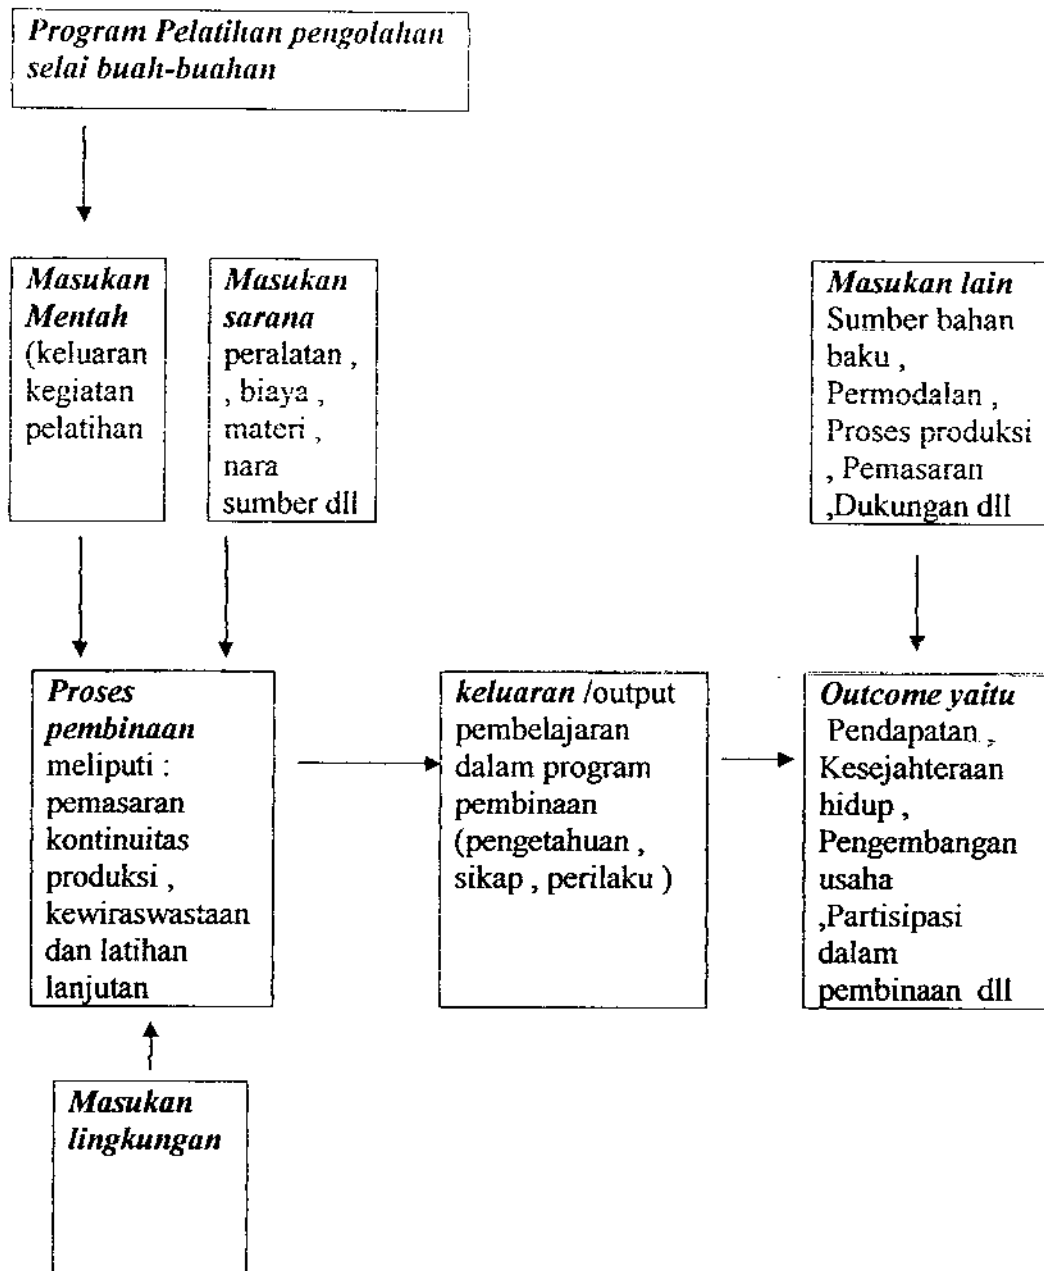 Program Pelatihan pengolahan
selai buah-buahan
Masukan
Mentah
(keluaran
kegiatan
pelatihan
Masukan
sarana
peralatan ,
, biaya ,
materi ,
nara
sumber dll
Masukan lain
Sumber bahan
baku ,
Permodalan ,
Proses produksi
, Pemasaran
,Dukungan dll
Proses
pembinaan
meliputi :
pemasaran
kontinuitas
produksi ,
kewiraswastaan
dan latihan
lanjutan
keluaran /output
pembelajaran
dalam program
pembinaan
(pengetahuan ,
sikap , perilaku )
Outcome yaitu
Pendapatan ,
Kesejahteraan
hidup ,
Pengembangan
usaha
,Partisipasi
dalam
pembinaan dll
Masukan
lingkungan